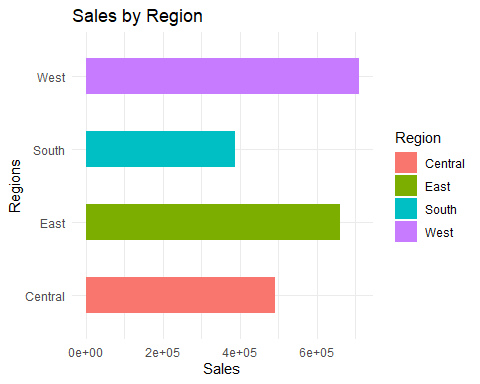 Sales by Region
Regions
West
South
East
Central
0e+00
2e+05
4e+05
6e+05
Sales
Region
Central
East
South
West